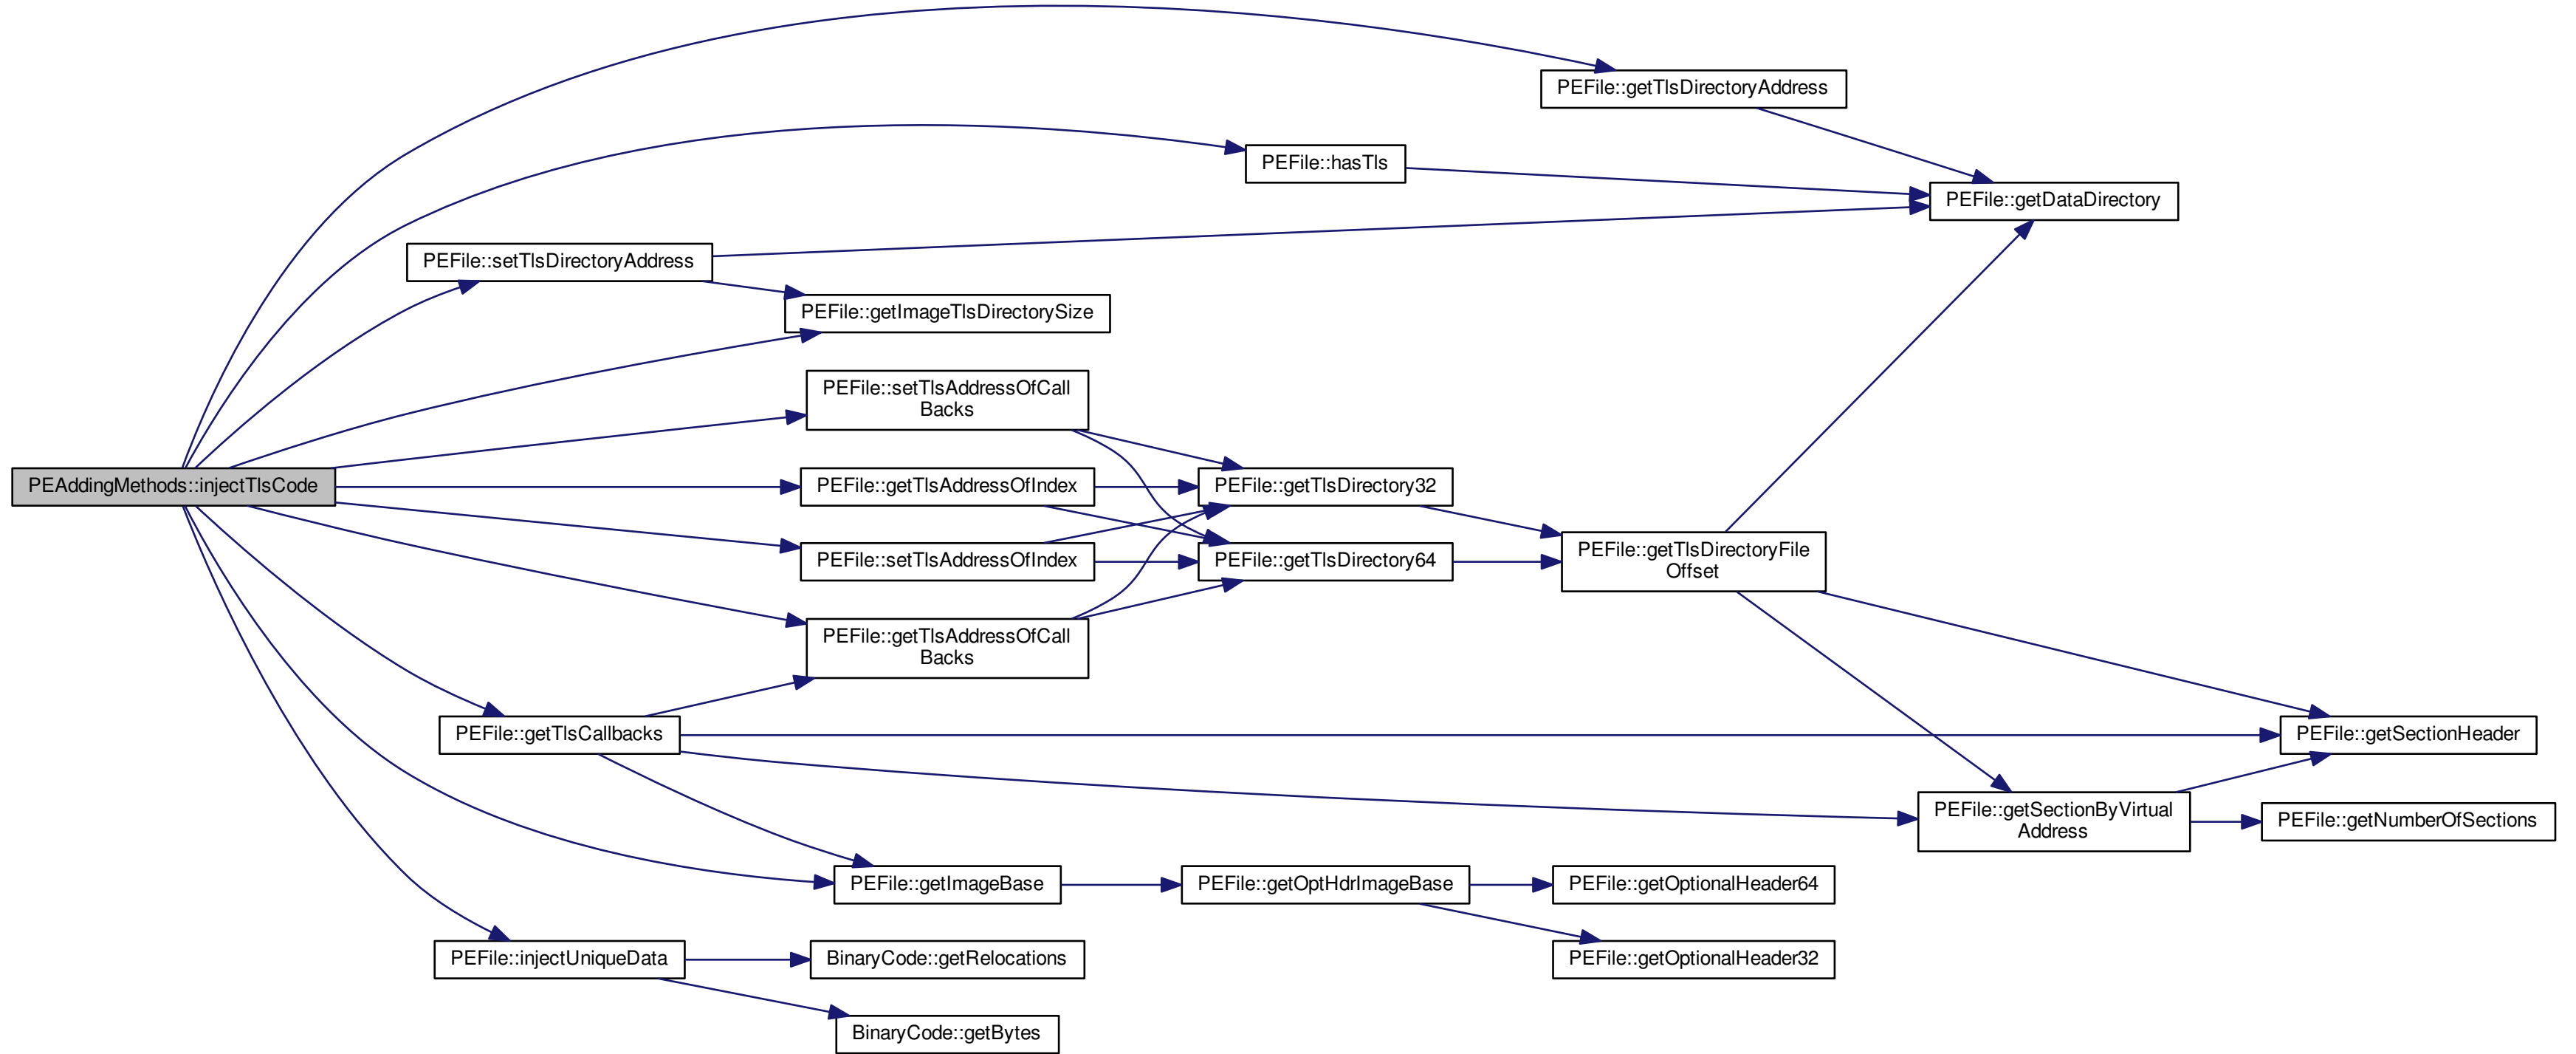 PEFile::getTlsDirectoryAddress
PEFile::hasTls
PEFile::getDataDirectory
PEFile::setTlsDirectoryAddress
PEFile::getImageTlsDirectorySize
PEFile::setTlsAddressOfCall
Backs
PEAddingMethods::injectTlsCode
PEFile::getTlsAddressOfIndex
PEFile::getTlsDirectory32
PEFile::setTlsAddressOfIndex
PEFile::getTlsDirectory64
PEFile::getTlsDirectoryFile
Offset
PEFile::getTlsAddressOfCall
Backs
PEFile::getTlsCallbacks
PEFile::getSectionHeader
PEFile::getSectionByVirtual
Address
PEFile::getNumberOfSections
PEFile::getImageBase
PEFile::getOptHdrImageBase
PEFile::getOptionalHeader64
PEFile::injectUniqueData
BinaryCode::getRelocations
PEFile::getOptionalHeader32
BinaryCode::getBytes